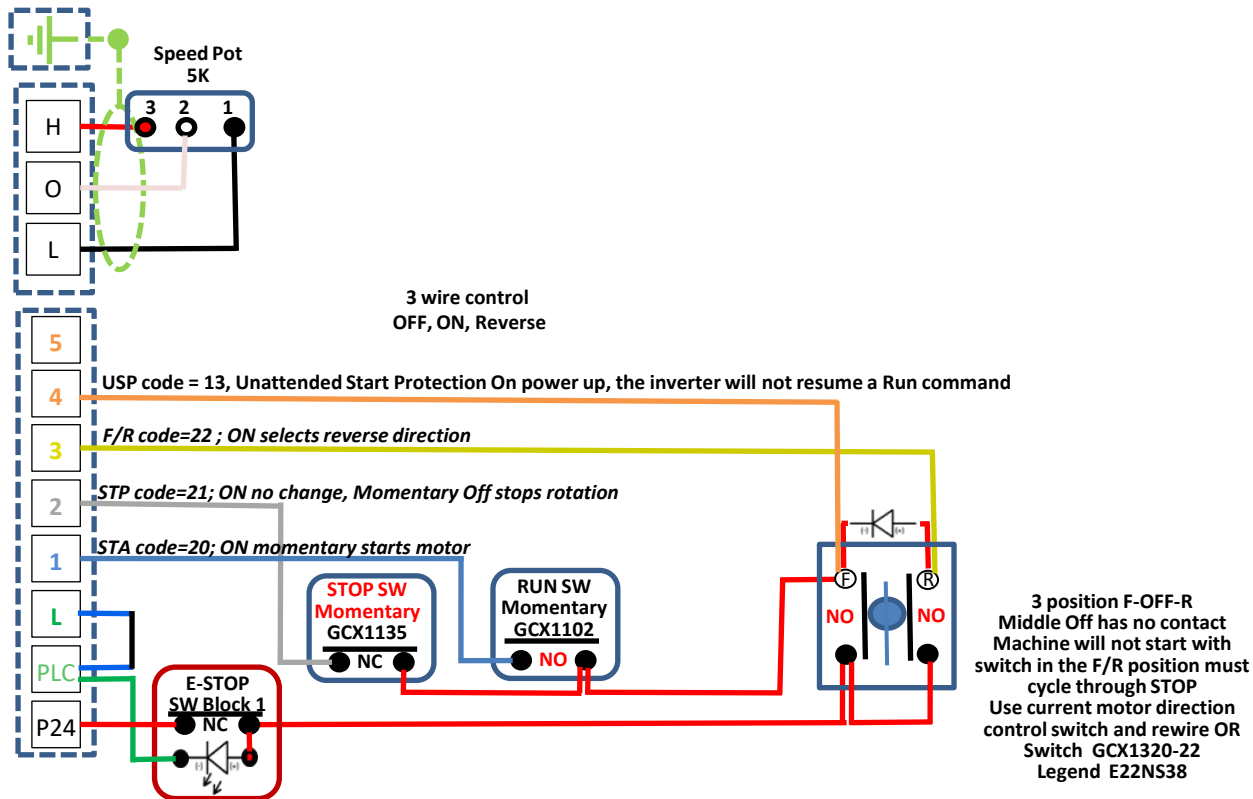 Speed Pot
5K
3 2 1
H
O
L
3 wire control
OFF, ON, Reverse
5
4
USP code = 13, Unattended Start Protection On power up, the inverter will not resume a Run command
3
F/R code=22 ; ON selects reverse direction
2
STP code=21; ON no change, Momentary Off stops rotation
1
STA code=20; ON momentary starts motor
L
PLC
P24
STOP SW
Momentary
GCX1135
NC
RUN SW
Momentary
GCX1102
NO
E-STOP
SW Block 1
NC
(-) (+)
(-) (+)
F R
NO NO
3 position F-OFF-R
Middle Off has no contact
Machine will not start with
switch in the F/R position must
cycle through STOP
Use current motor direction
control switch and rewire OR
Switch GCX1320-22
Legend E22NS38